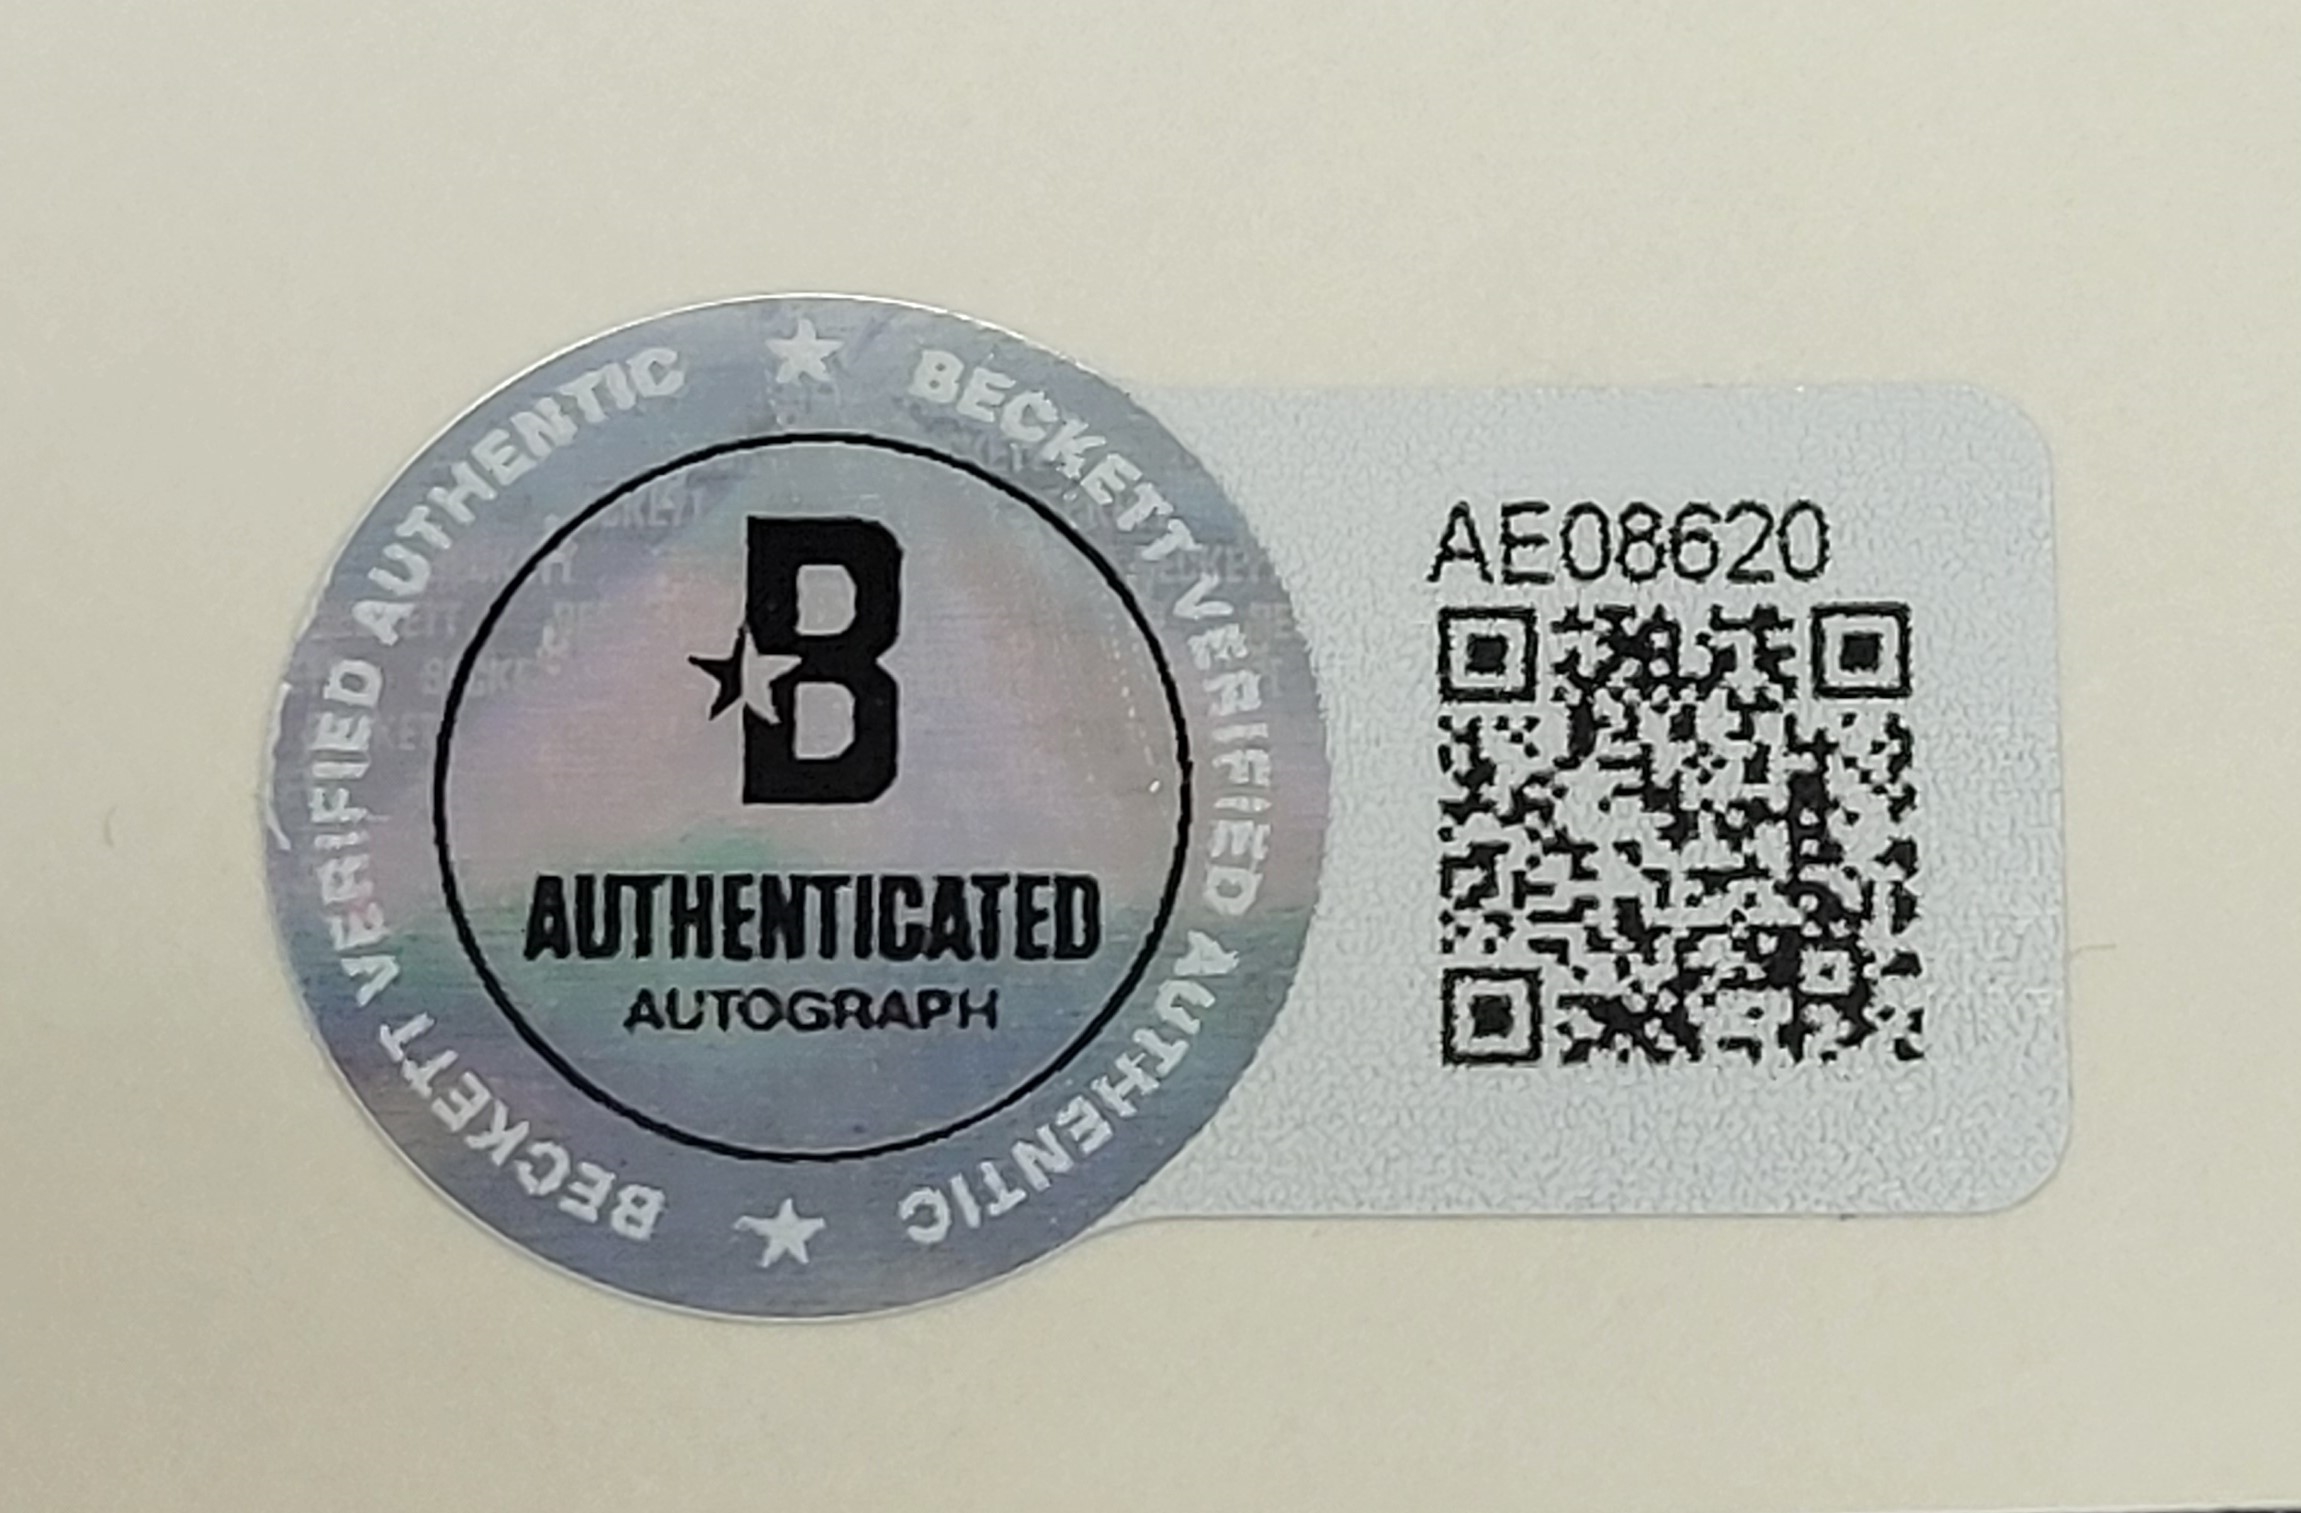 BECKETT VERIFIED AUTHENTIC
BECKETT VERIFIED AUTHENTIC
B
AUTHENTICATED
AUTOGRAPH
AE08620